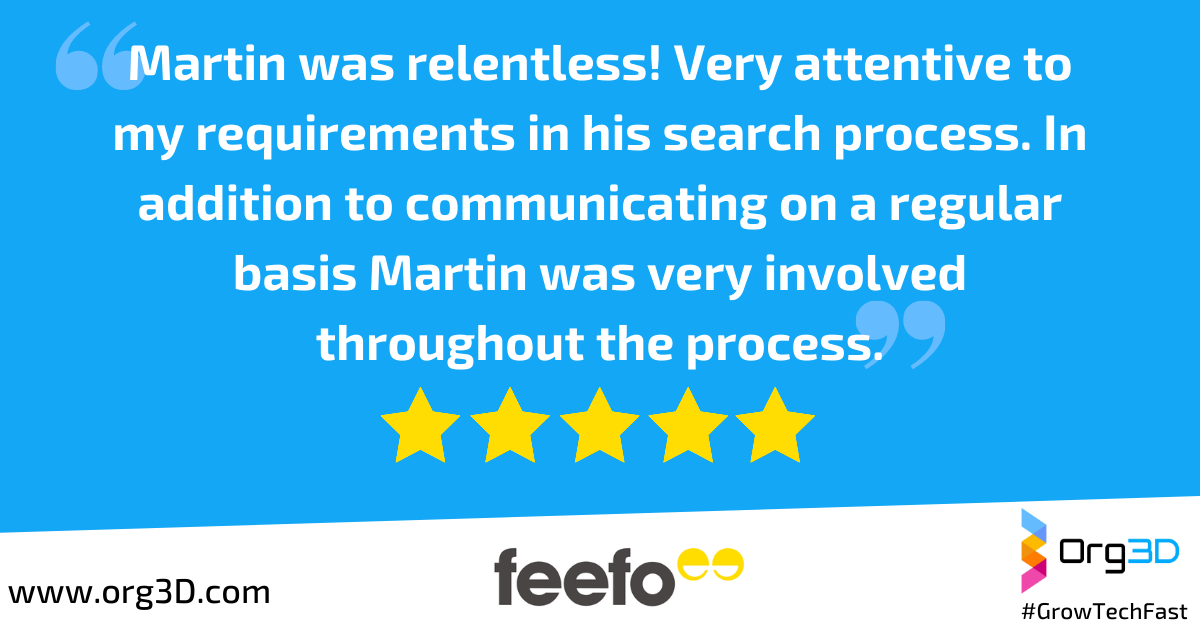 “Martin was relentless! Very attentive to
my requirements in his search process. In
addition to communicating on a regular
basis Martin was very involved
throughout the process.”
www.org3D.com
feefo
Org3D
#GrowTechFast